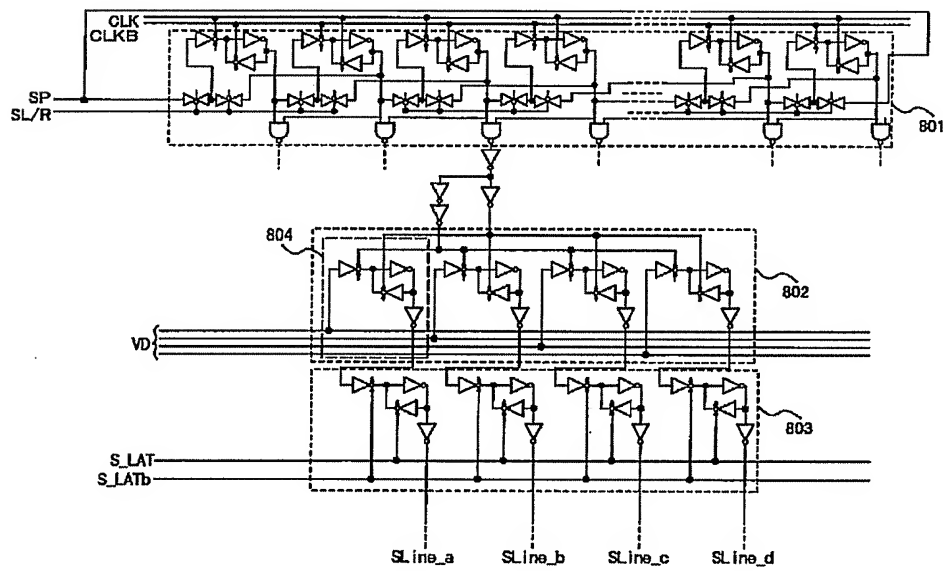 CLK
CLKB
SP
SL/R
801
804
802
VD
803
S_LAT
S_LATb
SLine_a SLine_b SLine_c SLine_d